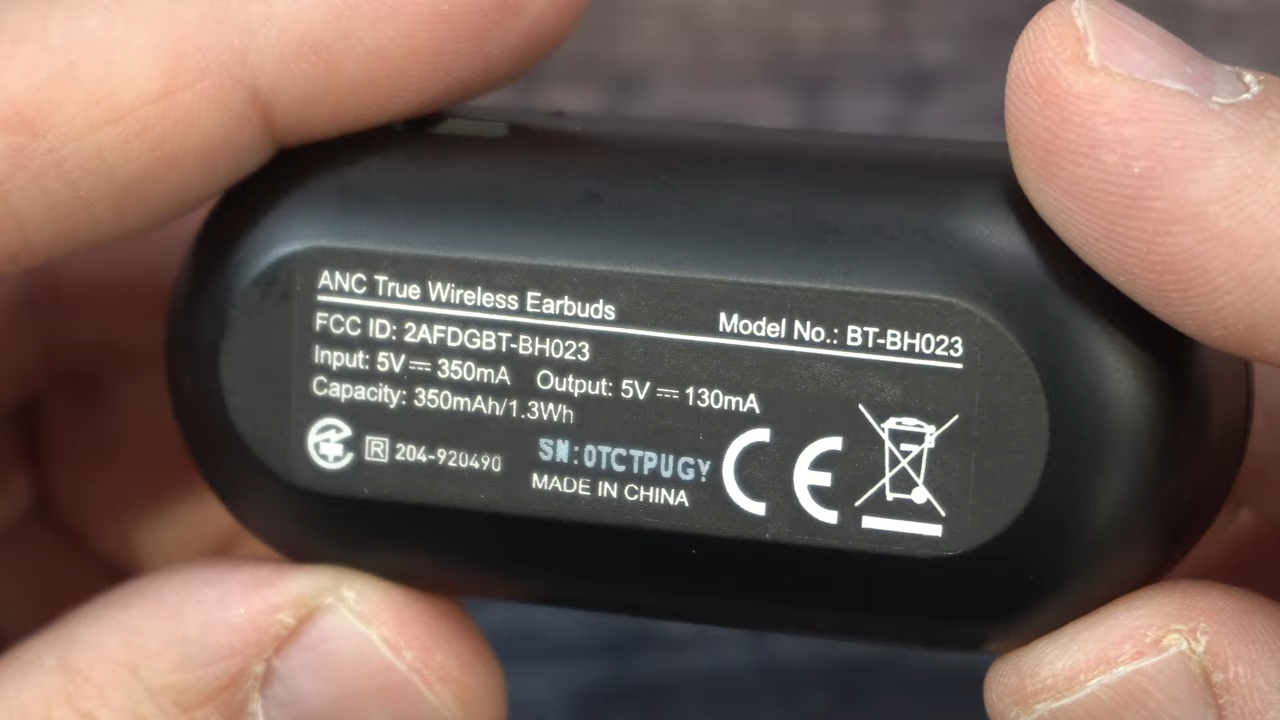 ANC True Wireless Earbuds
Model No.: BT-BH023
FCC ID: 2AFDGBT-BH023
Input: 5V⎓350mA Output: 5V⎓130mA
Capacity: 350mAh/1.3Wh
R 204-920490
SN:0TCTPUGY
MADE IN CHINA
CE